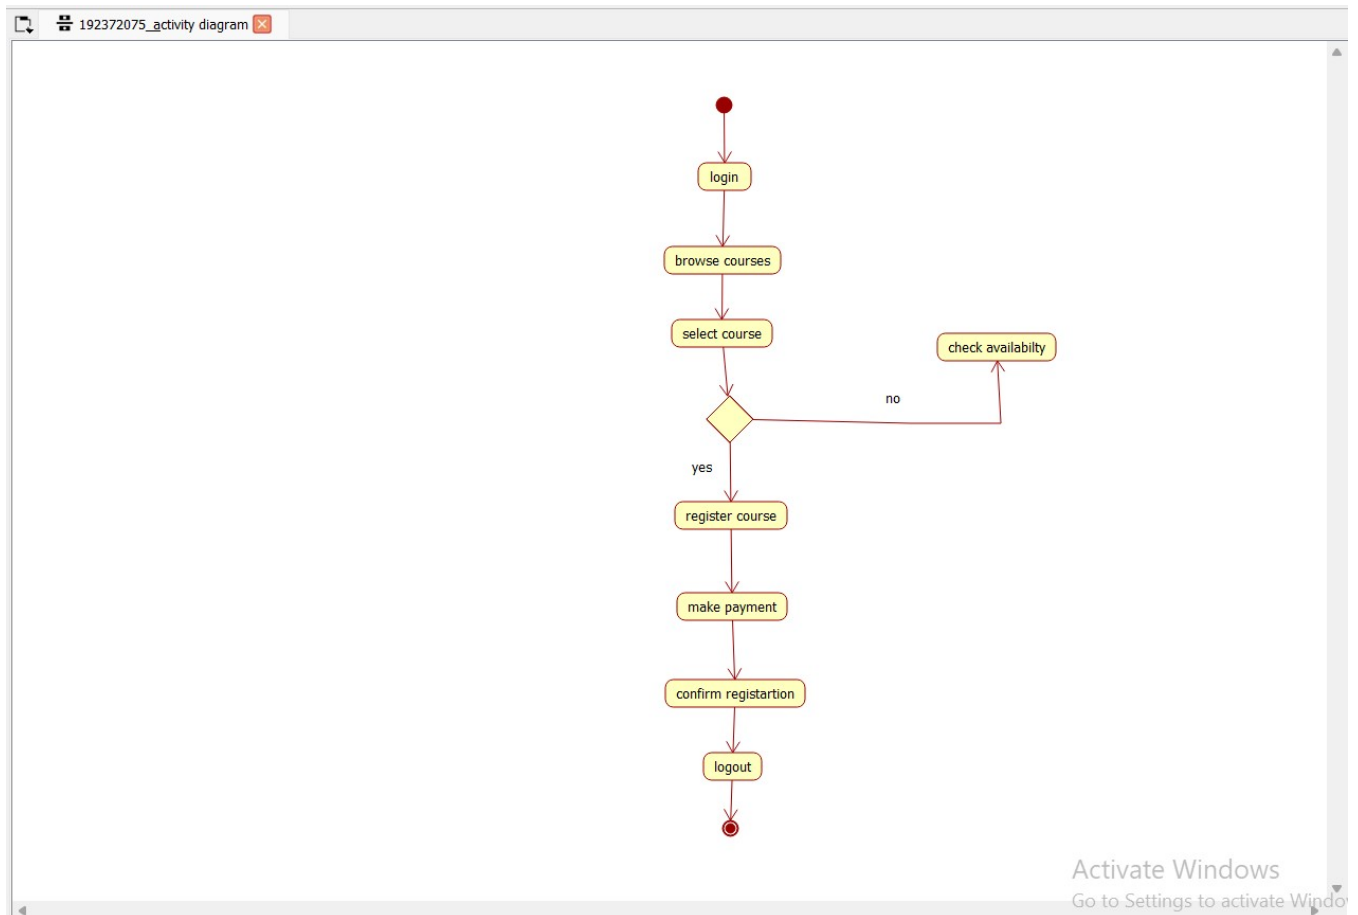 192372075_activity diagram
login
browse courses
select course
check availabilty
no
yes
register course
make payment
confirm registartion
logout
Activate Windows
Go to Settings to activate Windo